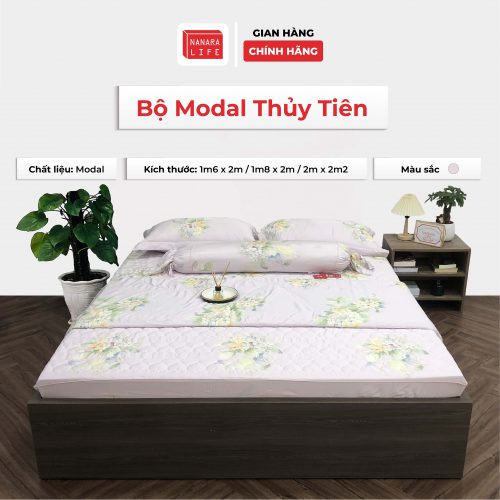 NANARA
LIFE
GIAN HÀNG
CHÍNH HÃNG
Bộ Modal Thủy Tiên
Chất liệu: Modal
Kích thước: 1m6 x 2m / 1m8 x 2m / 2m x 2m2
Màu sắc